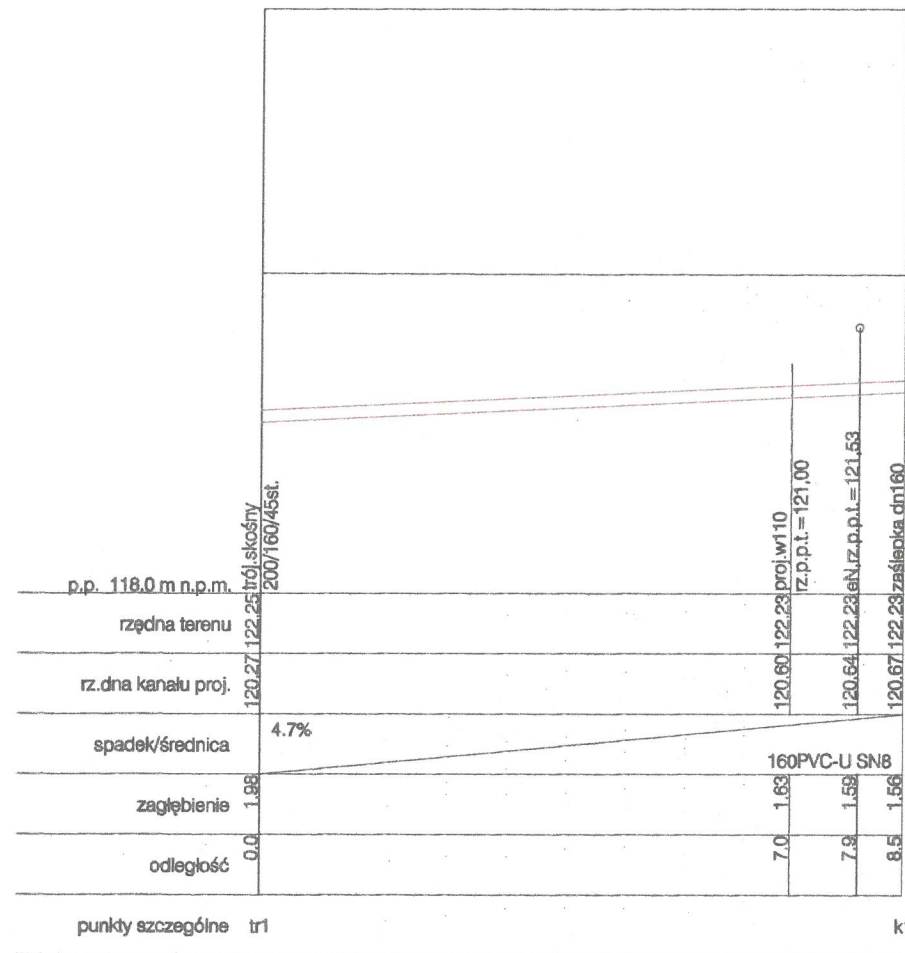 trój.skośny
200/160/45st.
proj.w110
rz.p.p.t.=121,00
eN,rz.p.p.t.=121,53
zaślepka dn160
p.p. 118.0 m n.p.m.
rzędna terenu 122.25 122.23 122.23 122.23
rz.dna kanału proj. 120.27 120.60 120.64 120.67
spadek/średnica 4.7% 160PVC-U SN8
zagłębienie 1.98 1.63 1.59 1.56
odległość 0.0 7.0 7.9 8.5
punkty szczególne tr1